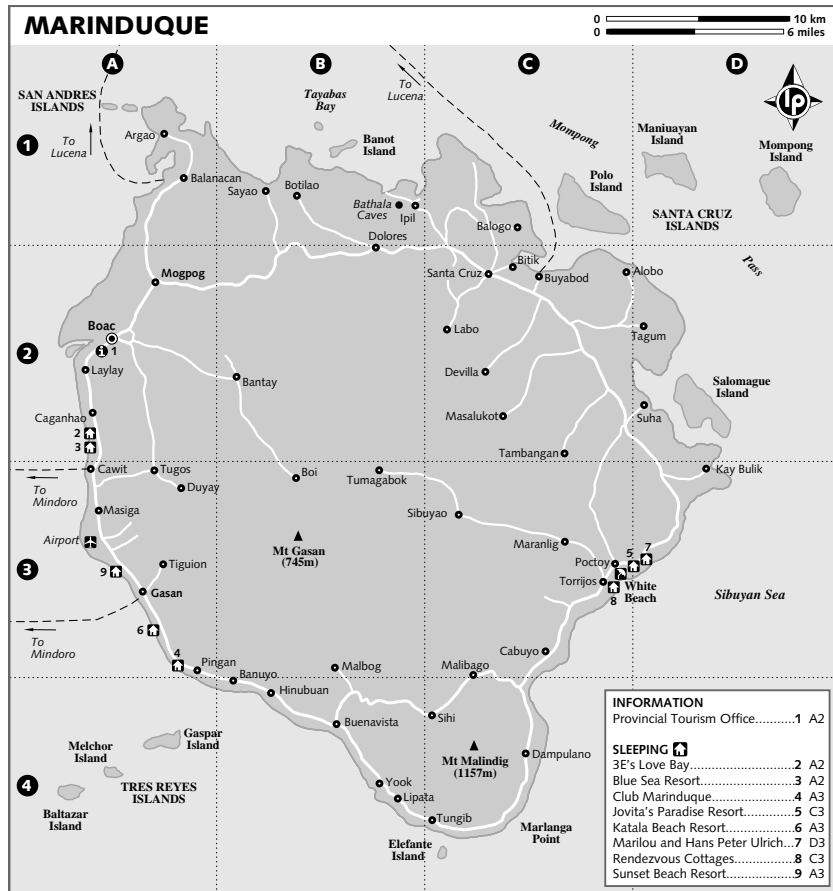 MARINDUQUE
0 10 km
0 6 miles
A
B
C
D
SAN ANDRES
ISLANDS
Tayabas
Bay
To
Lucena
Mompong
Maniuayan
Island
lp
Argao
To
Lucena
1
Banot
Island
Mompong
Island
Balanacan
Sayao
Botilao
Bathala
Caves
Ipil
Polo
Island
SANTA CRUZ
ISLANDS
Balogo
Dolores
Bitik
Pass
Mogpog
Santa Cruz
Buyabod
Alobo
Boac
1
Labo
Tagum
2
Laylay
Bantay
Devilla
Salomague
Island
Caganhao
Masalukot
Suha
2
3
Tambangan
Cawit
Tugos
Boi
Tumagabok
Kay Bulik
To
Mindoro
Duyay
Masiga
Sibuyao
Airport
Mt Gasan
(745m)
Maranlig
3
9
Tiguion
Poctoy
5
7
Gasan
Torrijos
White
Beach
8
Sibuyan Sea
To
Mindoro
6
4
Pingan
Malbog
Malibago
Cabuyo
Banuyo
Hinubuan
Buenavista
Sihi
Gaspar
Island
Melchor
Island
Mt Malindig
(1157m)
Dampulano
4
TRES REYES
ISLANDS
Baltazar
Island
Yook
Lipata
Tungib
Marlanga
Point
Elefante
Island
INFORMATION
Provincial Tourism Office...........1 A2
SLEEPING
3E's Love Bay...........................2 A2
Blue Sea Resort........................3 A2
Club Marinduque......................4 A3
Jovita's Paradise Resort............5 C3
Katala Beach Resort.................6 A3
Marilou and Hans Peter Ulrich...7 D3
Rendezvous Cottages...............8 C3
Sunset Beach Resort.................9 A3